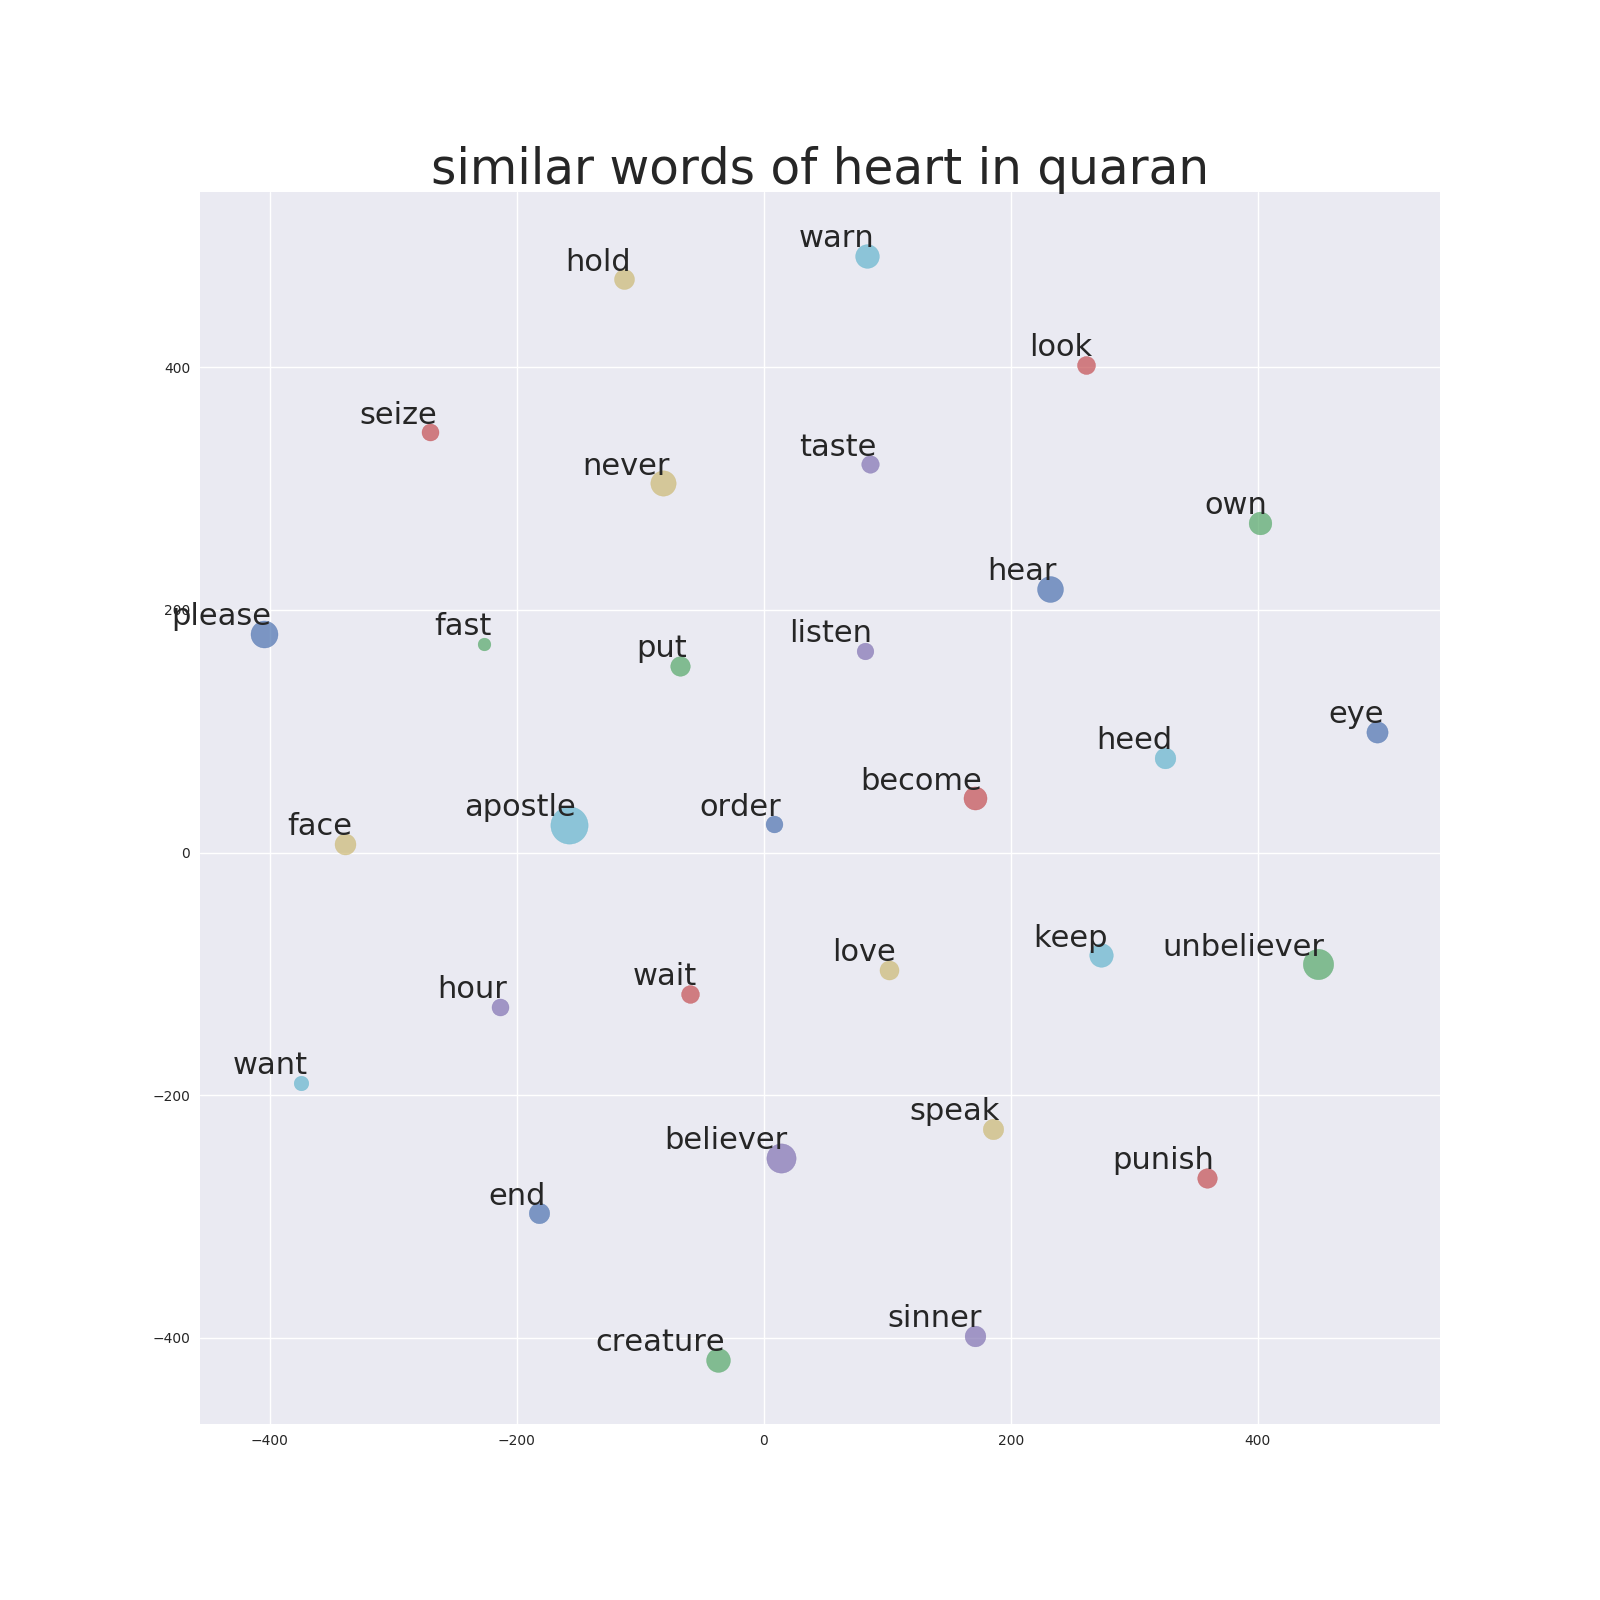 similar words of heart in quaran
warn
hold
look
400
seize
taste
never
own
hear
200
please
fast
listen
put
eye
heed
become
apostle
order
face
0
keep
unbeliever
love
wait
hour
want
−200
speak
believer
punish
end
sinner
−400
creature
−400
−200
0
200
400